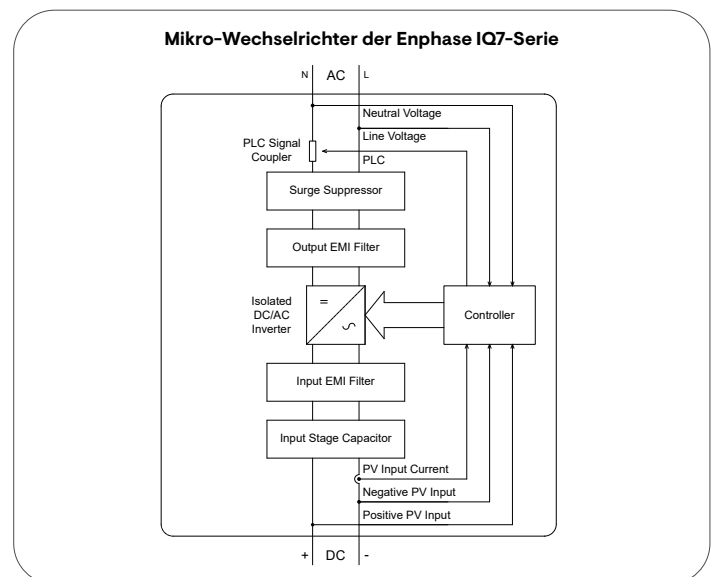 Mikro-Wechselrichter der Enphase IQ7-Serie
N AC L
Neutral Voltage
Line Voltage
PLC Signal
Coupler
PLC
Surge Suppressor
Output EMI Filter
Isolated
DC/AC
Inverter
=
∿
Controller
Input EMI Filter
Input Stage Capacitor
PV Input Current
Negative PV Input
Positive PV Input
+ DC -